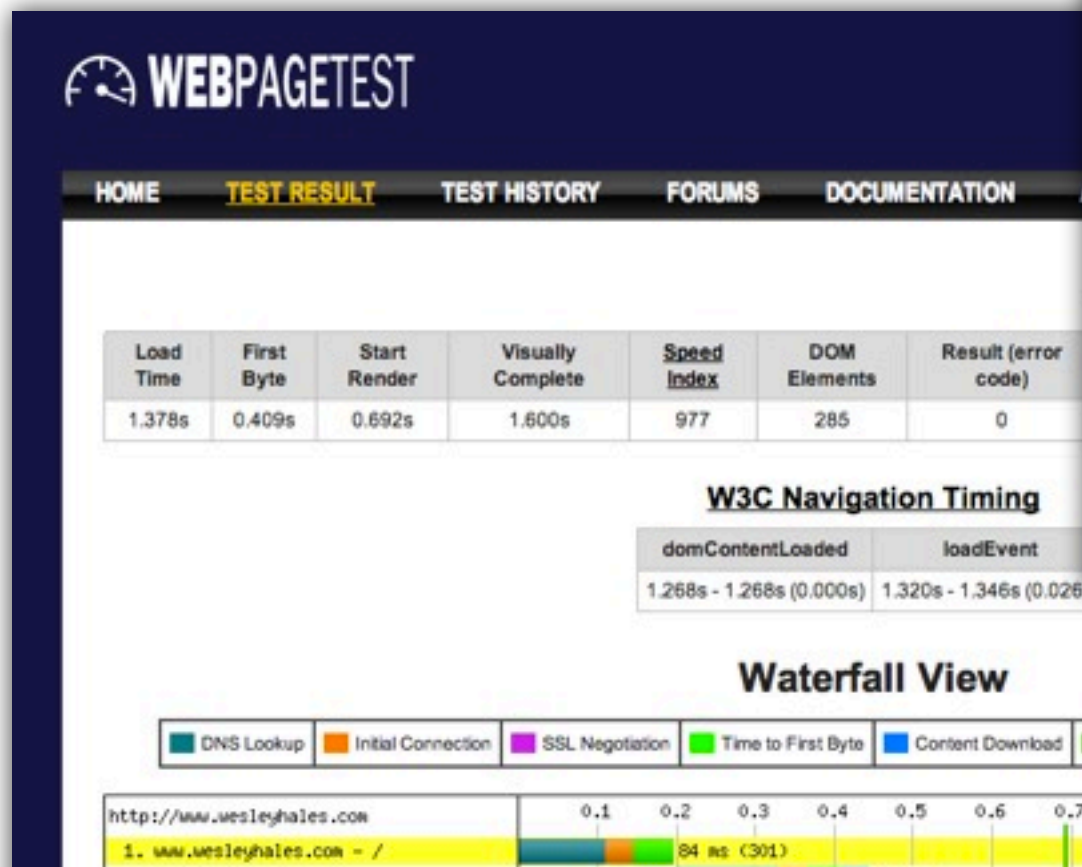 WEBPAGETEST
HOME TEST RESULT TEST HISTORY FORUMS DOCUMENTATION
Load Time First Byte Start Render Visually Complete Speed Index DOM Elements Result (error code)
1.378s 0.409s 0.692s 1.600s 977 285 0
W3C Navigation Timing
domContentLoaded loadEvent
1.268s - 1.268s (0.000s) 1.320s - 1.346s (0.026
Waterfall View
DNS Lookup Initial Connection SSL Negotiation Time to First Byte Content Download
http://www.wesleyhales.com 0.1 0.2 0.3 0.4 0.5 0.6 0.7
1. www.wesleyhales.com - / 84 ms (301)